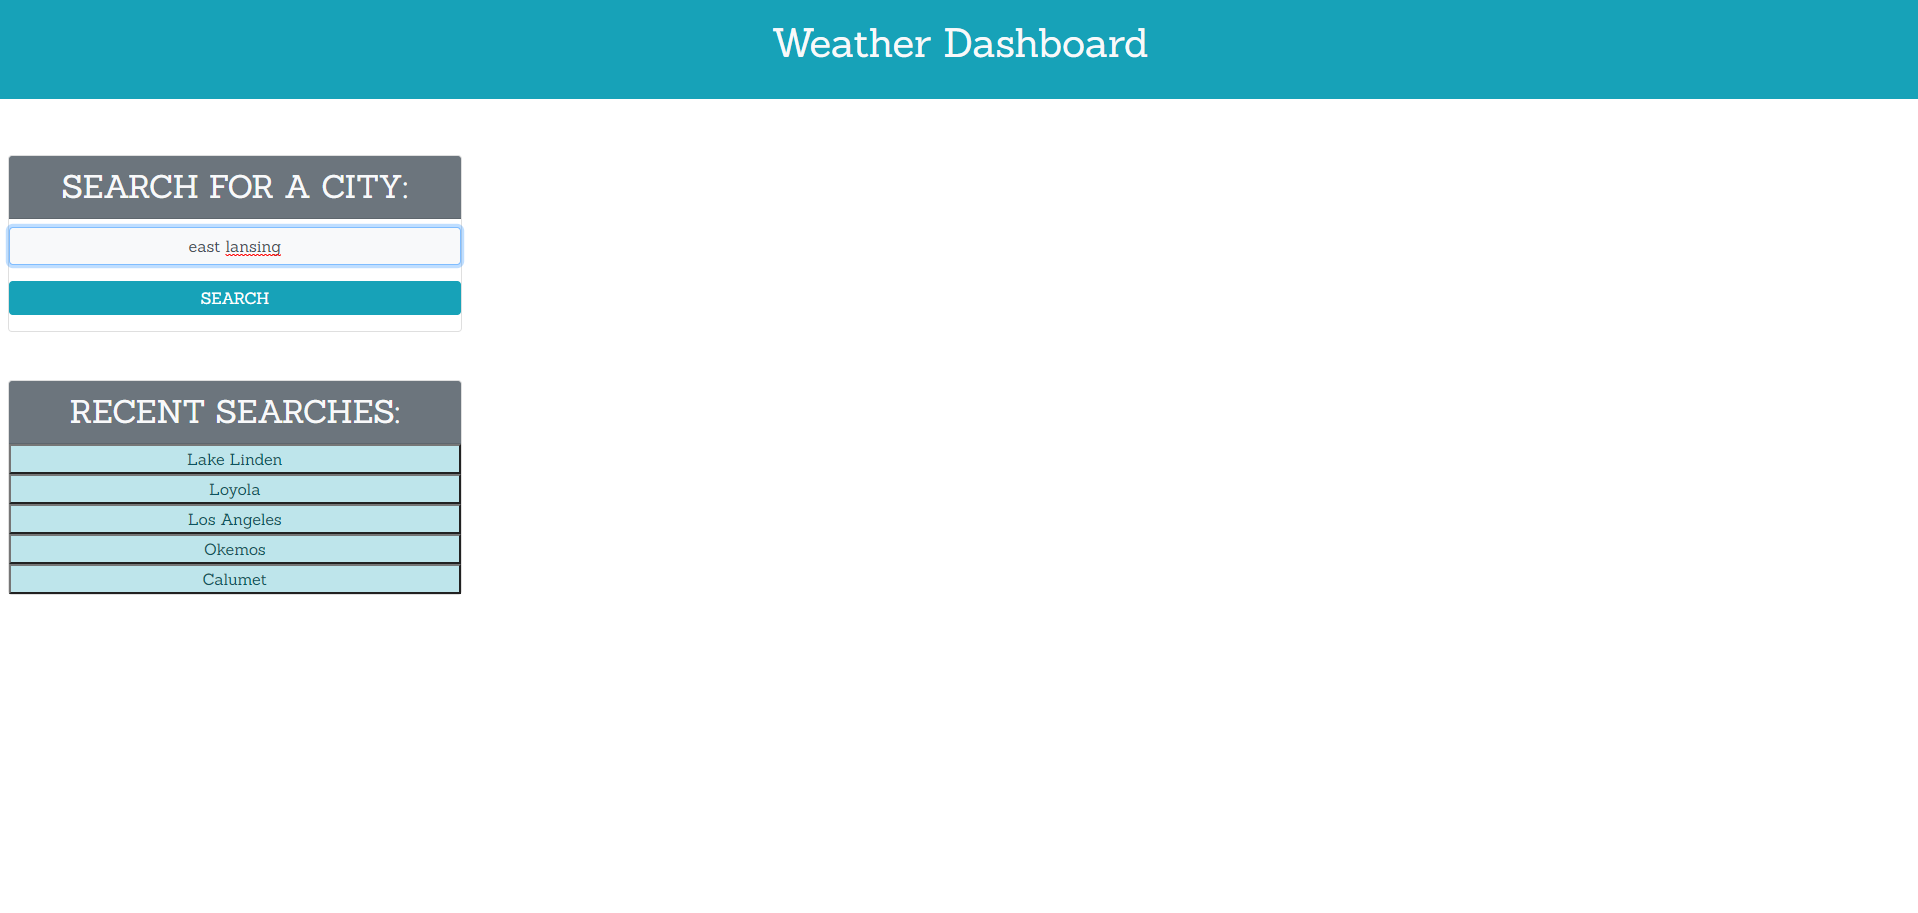 Weather Dashboard
SEARCH FOR A CITY:
east lansing
SEARCH
RECENT SEARCHES:
Lake Linden
Loyola
Los Angeles
Okemos
Calumet